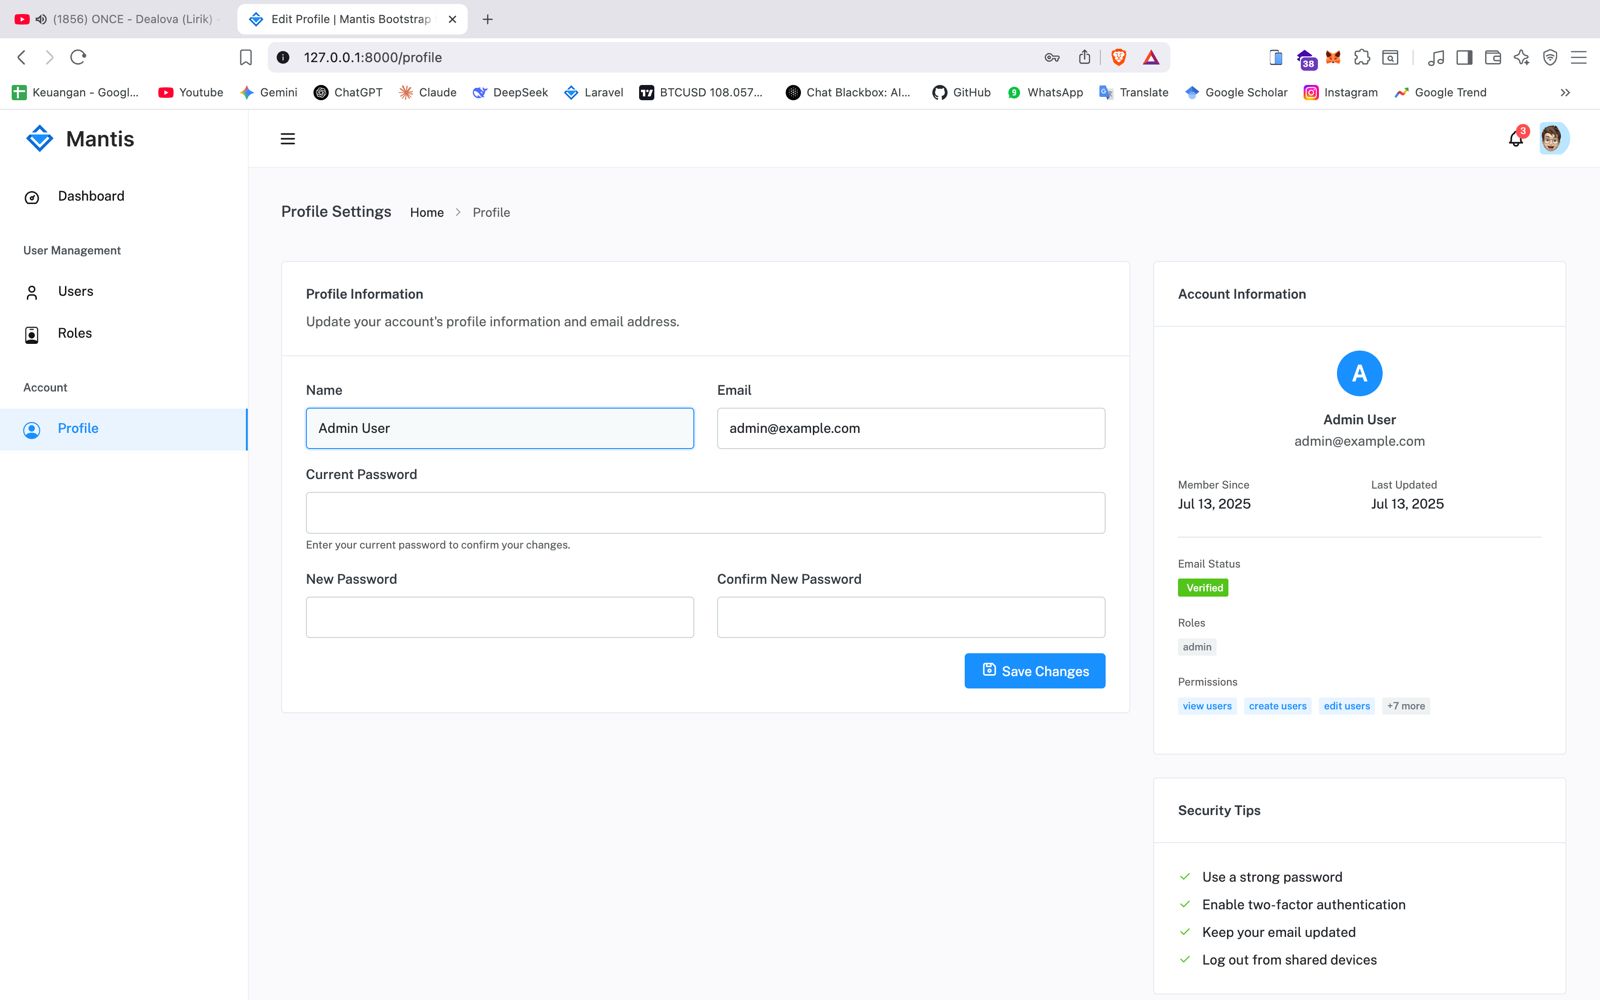 (1856) ONCE - Dealova (Lirik)
Edit Profile | Mantis Bootstrap
127.0.0.1:8000/profile
38
Keuangan - Googl... Youtube Gemini ChatGPT Claude DeepSeek Laravel BTCUSD 108.057... Chat Blackbox: AI... GitHub WhatsApp Translate Google Scholar Instagram Google Trend
Mantis
3
Dashboard
User Management
Users
Roles
Account
Profile
Profile Settings Home Profile
Profile Information
Update your account's profile information and email address.
Name Email
Admin User admin@example.com
Current Password
Enter your current password to confirm your changes.
New Password Confirm New Password
Save Changes
Account Information
A
Admin User
admin@example.com
Member Since Last Updated
Jul 13, 2025 Jul 13, 2025
Email Status
Verified
Roles
admin
Permissions
view users create users edit users +7 more
Security Tips
Use a strong password
Enable two-factor authentication
Keep your email updated
Log out from shared devices